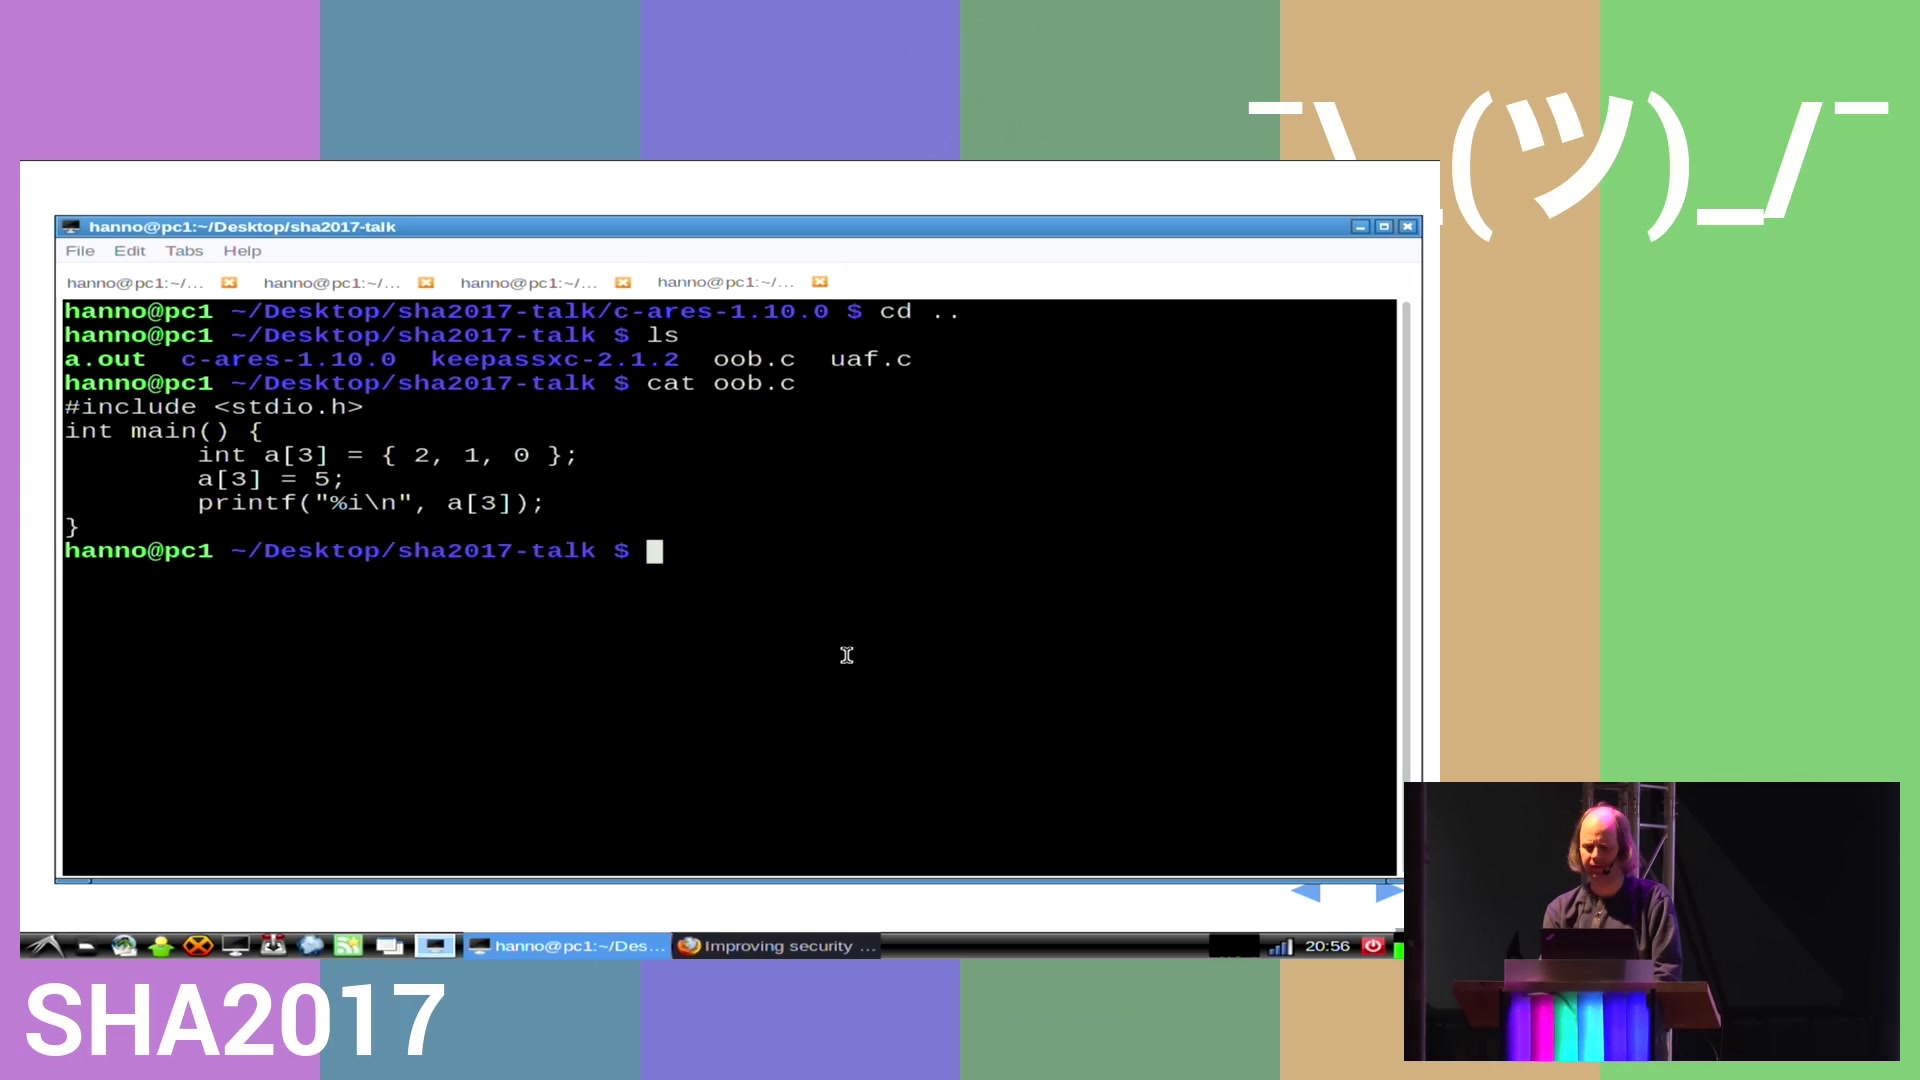 ¯\_(ツ)_/¯
hanno@pc1:~/Desktop/sha2017-talk
File Edit Tabs Help
hanno@pc1:~/... hanno@pc1:~/... hanno@pc1:~/... hanno@pc1:~/...
hanno@pc1 ~/Desktop/sha2017-talk/c-ares-1.10.0 $ cd ..
hanno@pc1 ~/Desktop/sha2017-talk $ ls
a.out c-ares-1.10.0 keepassxc-2.1.2 oob.c uaf.c
hanno@pc1 ~/Desktop/sha2017-talk $ cat oob.c
#include <stdio.h>
int main() {
        int a[3] = { 2, 1, 0 };
        a[3] = 5;
        printf("%i\n", a[3]);
}
hanno@pc1 ~/Desktop/sha2017-talk $
hanno@pc1:~/Des... Improving security ... 20:56
SHA2017